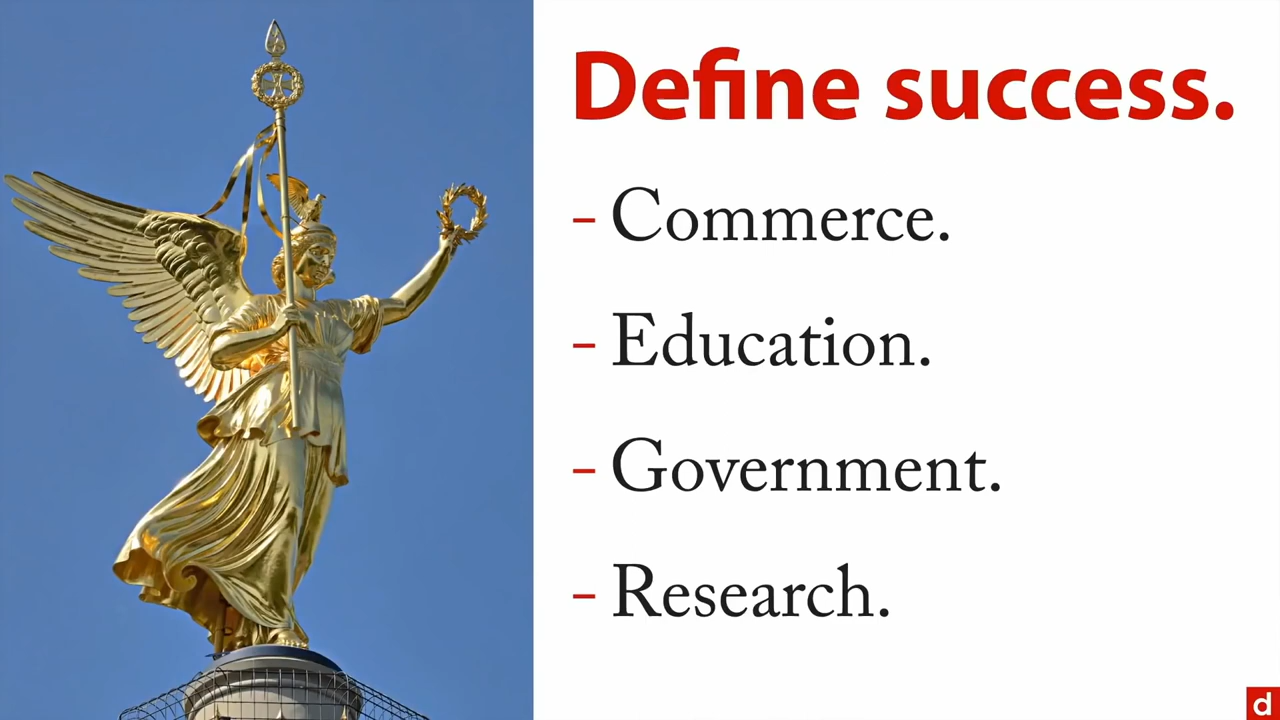 Define success.
– Commerce.
– Education.
– Government.
– Research.
d